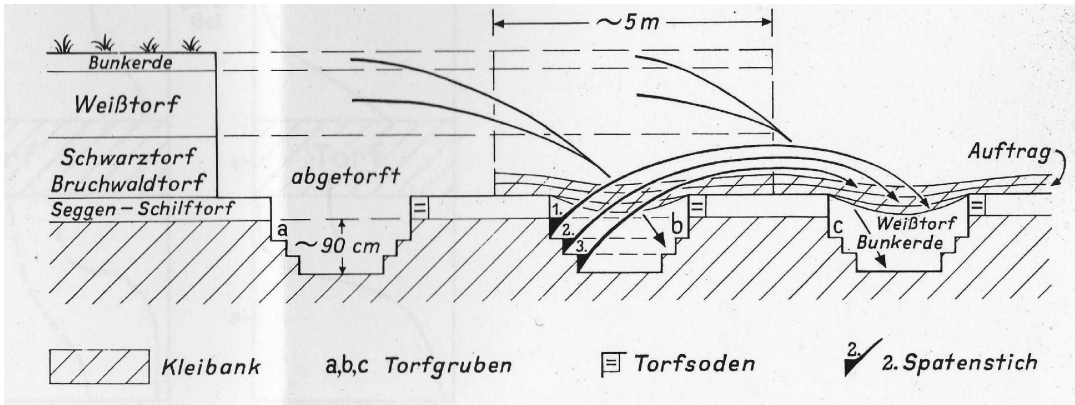 ~5m
Bunkerde
Weißtorf
Schwarztorf
Bruchwaldtorf
Seggen-Schilftorf
abgetorft
Auftrag
a
~90 cm
1.
2.
3.
b
c
Weißtorf
Bunkerde
Kleibank
a,b,c Torfgruben
Torfsoden
2.
2. Spatenstich